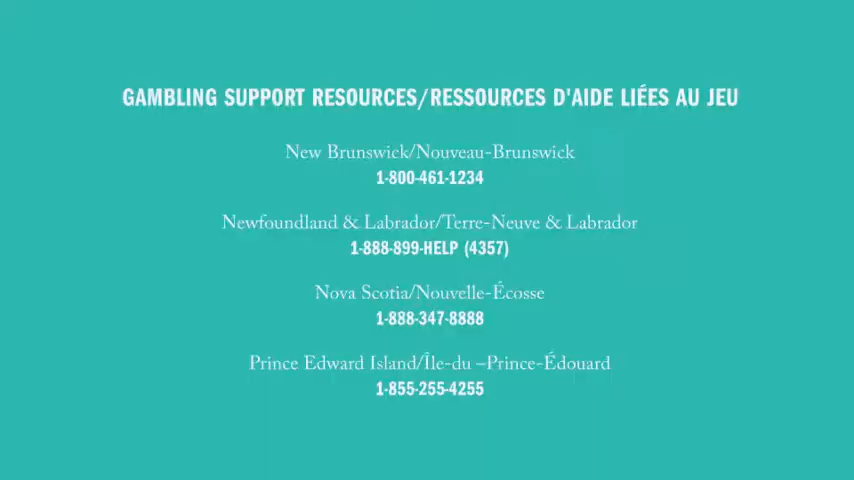 GAMBLING SUPPORT RESOURCES/RESSOURCES D'AIDE LIÉES AU JEU
New Brunswick/Nouveau-Brunswick
1-800-461-1234
Newfoundland & Labrador/Terre-Neuve & Labrador
1-888-899-HELP (4357)
Nova Scotia/Nouvelle-Écosse
1-888-347-8888
Prince Edward Island/Île-du –Prince-Édouard
1-855-255-4255